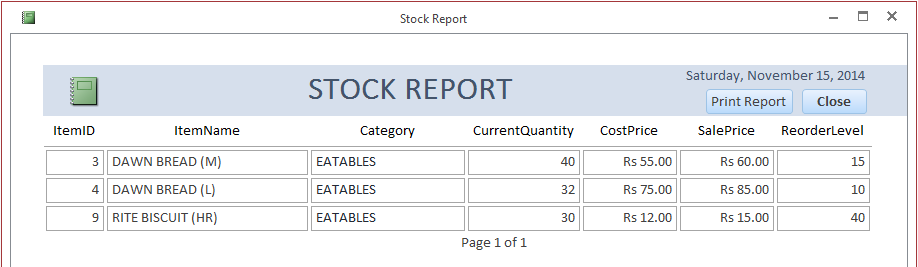 Stock Report
Saturday, November 15, 2014
STOCK REPORT
Print Report Close
ItemID ItemName Category CurrentQuantity CostPrice SalePrice ReorderLevel
3 DAWN BREAD (M) EATABLES 40 Rs 55.00 Rs 60.00 15
4 DAWN BREAD (L) EATABLES 32 Rs 75.00 Rs 85.00 10
9 RITE BISCUIT (HR) EATABLES 30 Rs 12.00 Rs 15.00 40
Page 1 of 1